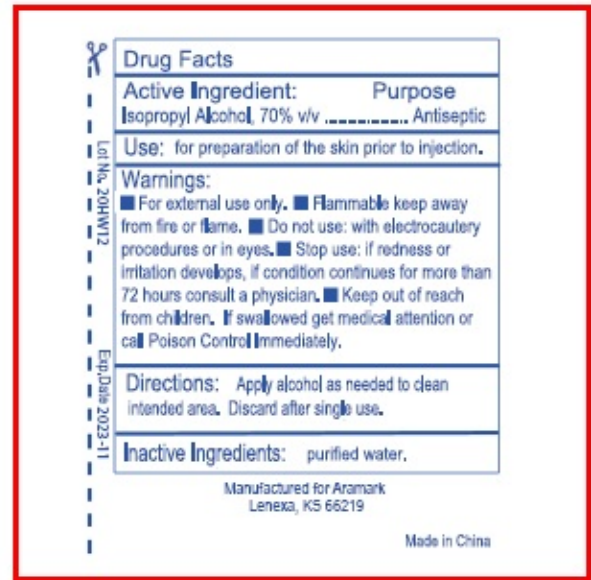 Drug Facts
Active Ingredient: Purpose
Isopropyl Alcohol, 70% v/v .............. Antiseptic
Use: for preparation of the skin prior to injection.
Warnings:
■ For external use only. ■ Flammable keep away
from fire or flame. ■ Do not use: with electrocautery
procedures or in eyes. ■ Stop use: if redness or
irritation develops, if condition continues for more than
72 hours consult a physician. ■ Keep out of reach
from children. If swallowed get medical attention or
call Poison Control Immediately.
Directions: Apply alcohol as needed to clean
intended area. Discard after single use.
Inactive Ingredients: purified water.
Manufactured for Aramark
Lenexa, KS 66219
Made in China
Lot No. 20HW12
Exp.Date 2023-11